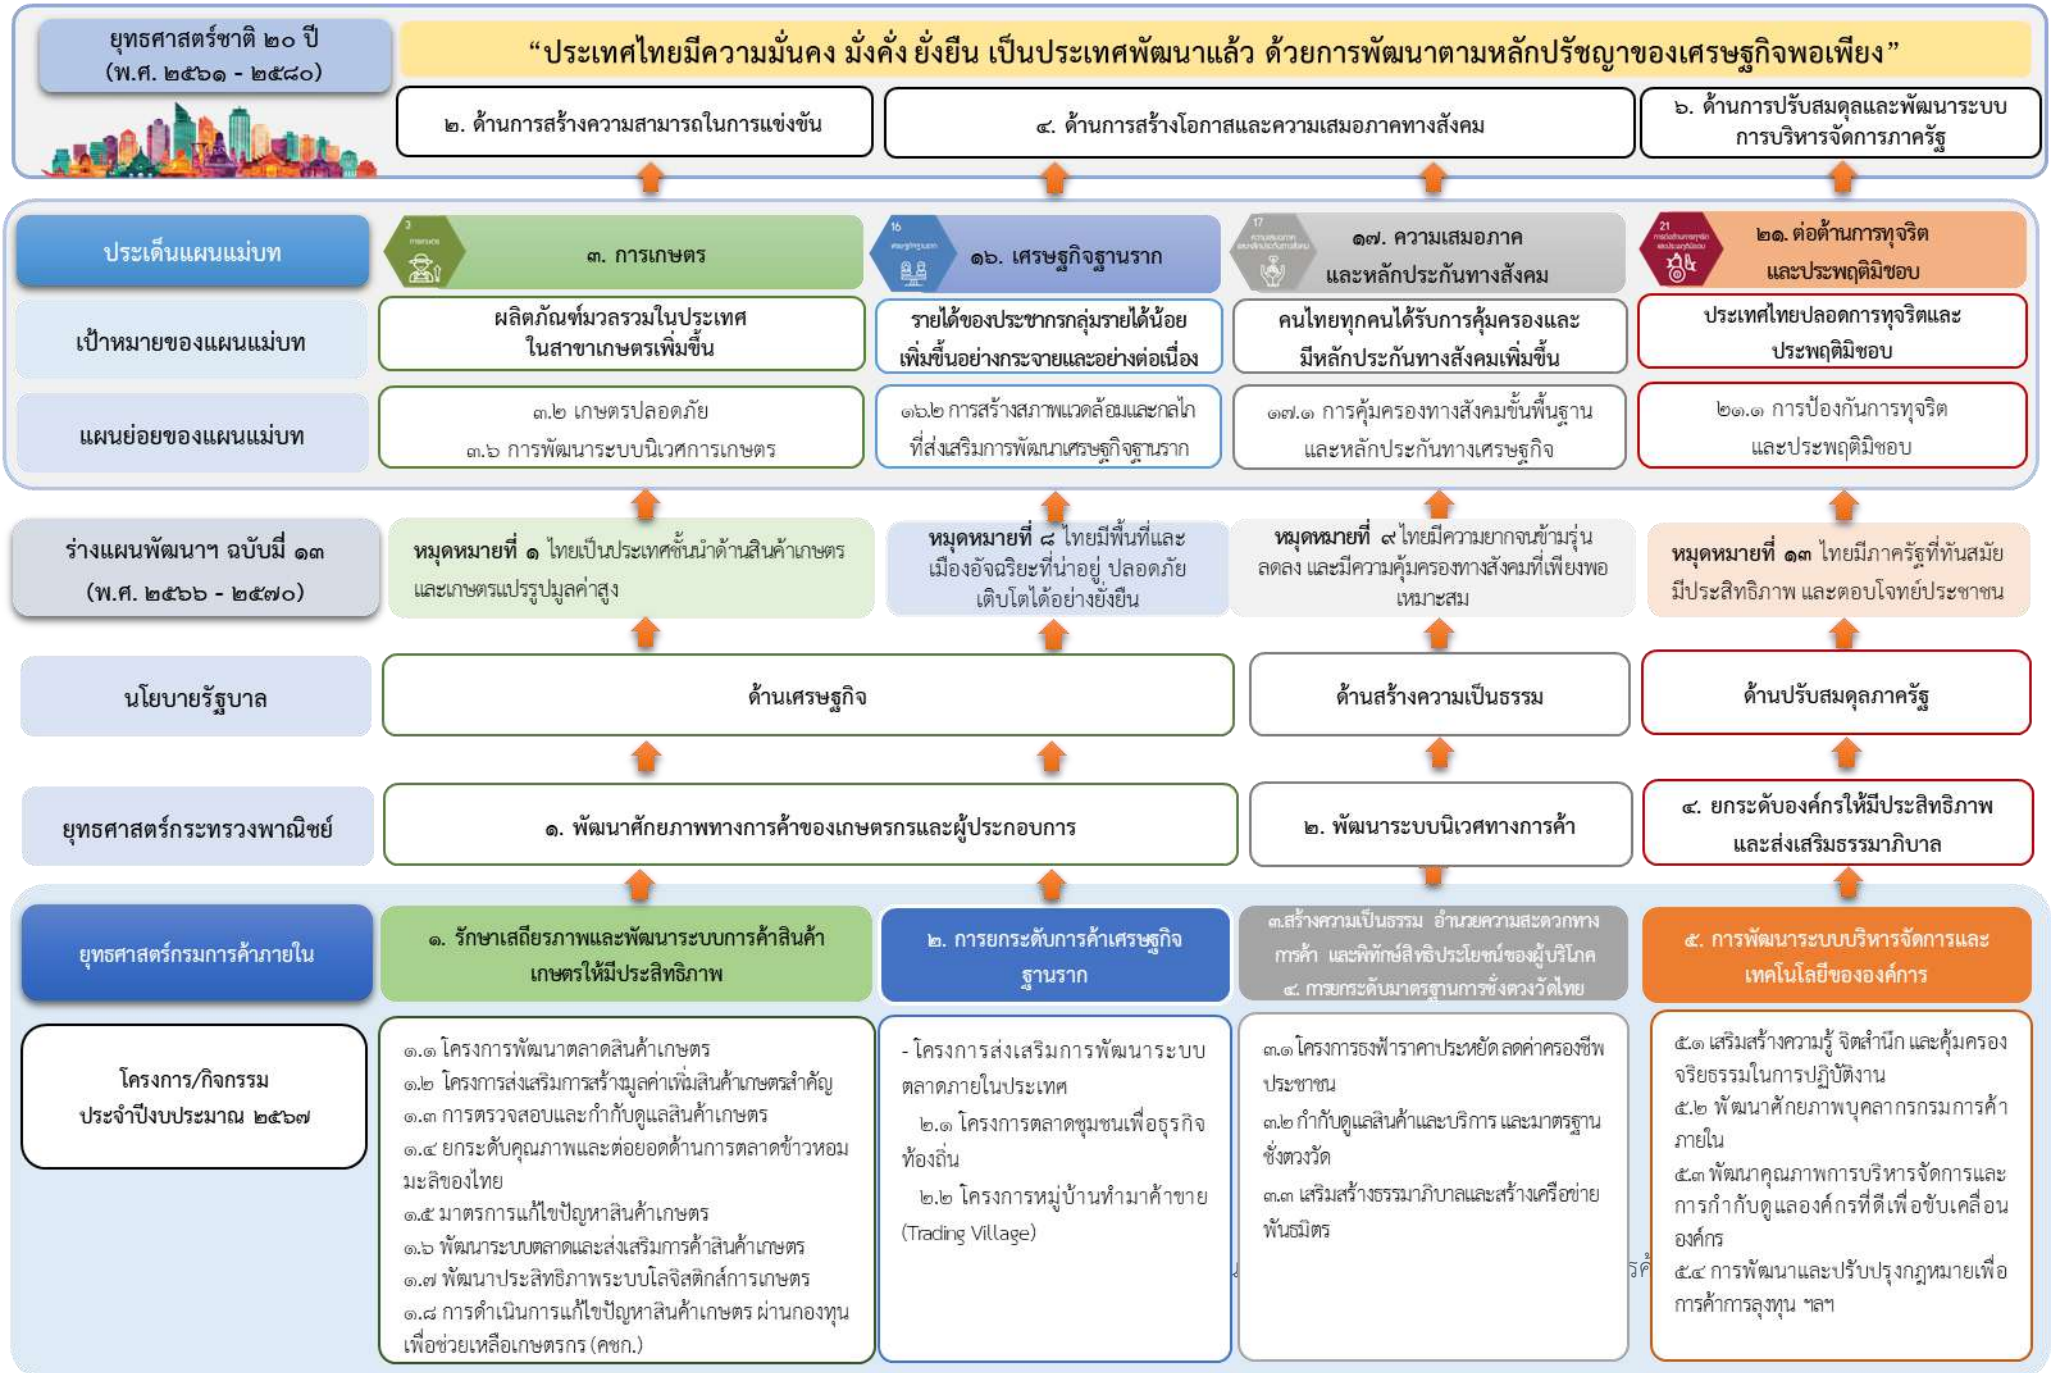 ยุทธศาสตร์ชาติ ๒๐ ปี
(พ.ศ. ๒๕๖๑ - ๒๕๘๐)
“ประเทศไทยมีความมั่นคง มั่งคั่ง ยั่งยืน เป็นประเทศพัฒนาแล้ว ด้วยการพัฒนาตามหลักปรัชญาของเศรษฐกิจพอเพียง”
๒. ด้านการสร้างความสามารถในการแข่งขัน
๔. ด้านการสร้างโอกาสและความเสมอภาคทางสังคม
๖. ด้านการปรับสมดุลและพัฒนาระบบ
การบริหารจัดการภาครัฐ
ประเด็นแผนแม่บท
3
การเกษตร
๓. การเกษตร
16
เศรษฐกิจฐานราก
๑๖. เศรษฐกิจฐานราก
17
ความเสมอภาค
และหลักประกันทางสังคม
๑๗. ความเสมอภาค
และหลักประกันทางสังคม
21
การต่อต้านการทุจริต
และประพฤติมิชอบ
๒๑. ต่อต้านการทุจริต
และประพฤติมิชอบ
เป้าหมายของแผนแม่บท
ผลิตภัณฑ์มวลรวมในประเทศ
ในสาขาเกษตรเพิ่มขึ้น
รายได้ของประชากรกลุ่มรายได้น้อย
เพิ่มขึ้นอย่างกระจายและอย่างต่อเนื่อง
คนไทยทุกคนได้รับการคุ้มครองและ
มีหลักประกันทางสังคมเพิ่มขึ้น
ประเทศไทยปลอดการทุจริตและ
ประพฤติมิชอบ
แผนย่อยของแผนแม่บท
๓.๒ เกษตรปลอดภัย
๓.๖ การพัฒนาระบบนิเวศการเกษตร
๑๖.๒ การสร้างสภาพแวดล้อมและกลไก
ที่ส่งเสริมการพัฒนาเศรษฐกิจฐานราก
๑๗.๑ การคุ้มครองทางสังคมขั้นพื้นฐาน
และหลักประกันทางเศรษฐกิจ
๒๑.๑ การป้องกันการทุจริต
และประพฤติมิชอบ
ร่างแผนพัฒนาฯ ฉบับมี่ ๑๓
(พ.ศ. ๒๕๖๖ - ๒๕๗๐)
หมุดหมายที่ ๑ ไทยเป็นประเทศชั้นนำด้านสินค้าเกษตร
และเกษตรแปรรูปมูลค่าสูง
หมุดหมายที่ ๘ ไทยมีพื้นที่และ
เมืองอัจฉริยะที่น่าอยู่ ปลอดภัย
เติบโตได้อย่างยั่งยืน
หมุดหมายที่ ๙ ไทยมีความยากจนข้ามรุ่น
ลดลง และมีความคุ้มครองทางสังคมที่เพียงพอ
เหมาะสม
หมุดหมายที่ ๑๓ ไทยมีภาครัฐที่ทันสมัย
มีประสิทธิภาพ และตอบโจทย์ประชาชน
นโยบายรัฐบาล
ด้านเศรษฐกิจ
ด้านสร้างความเป็นธรรม
ด้านปรับสมดุลภาครัฐ
ยุทธศาสตร์กระทรวงพาณิชย์
๑. พัฒนาศักยภาพทางการค้าของเกษตรกรและผู้ประกอบการ
๒. พัฒนาระบบนิเวศทางการค้า
๔. ยกระดับองค์กรให้มีประสิทธิภาพ
และส่งเสริมธรรมาภิบาล
ยุทธศาสตร์กรมการค้าภายใน
๑. รักษาเสถียรภาพและพัฒนาระบบการค้าสินค้า
เกษตรให้มีประสิทธิภาพ
๒. การยกระดับการค้าเศรษฐกิจ
ฐานราก
๓.สร้างความเป็นธรรม อำนวยความสะดวกทาง
การค้า และพิทักษ์สิทธิประโยชน์ของผู้บริโภค
๔. การยกระดับมาตรฐานการชั่งตวงวัดไทย
๕. การพัฒนาระบบบริหารจัดการและ
เทคโนโลยีขององค์การ
โครงการ/กิจกรรม
ประจำปีงบประมาณ ๒๕๖๗
๑.๑ โครงการพัฒนาตลาดสินค้าเกษตร
๑.๒ โครงการส่งเสริมการสร้างมูลค่าเพิ่มสินค้าเกษตรสำคัญ
๑.๓ การตรวจสอบและกำกับดูแลสินค้าเกษตร
๑.๔ ยกระดับคุณภาพและต่อยอดด้านการตลาดข้าวหอม
มะลิของไทย
๑.๕ มาตรการแก้ไขปัญหาสินค้าเกษตร
๑.๖ พัฒนาระบบตลาดและส่งเสริมการค้าสินค้าเกษตร
๑.๗ พัฒนาประสิทธิภาพระบบโลจิสติกส์การเกษตร
๑.๘ การดำเนินการแก้ไขปัญหาสินค้าเกษตร ผ่านกองทุน
เพื่อช่วยเหลือเกษตรกร (คชก.)
- โครงการส่งเสริมการพัฒนาระบบ
ตลาดภายในประเทศ
๒.๑ โครงการตลาดชุมชนเพื่อธุรกิจ
ท้องถิ่น
๒.๒ โครงการหมู่บ้านทำมาค้าขาย
(Trading Village)
๓.๑ โครงการธงฟ้าราคาประหยัด ลดค่าครองชีพ
ประชาชน
๓.๒ กำกับดูแลสินค้าและบริการ และมาตรฐาน
ชั่งตวงวัด
๓.๓ เสริมสร้างธรรมาภิบาลและสร้างเครือข่าย
พันธมิตร
๕.๑ เสริมสร้างความรู้ จิตสำนึก และคุ้มครอง
จริยธรรมในการปฏิบัติงาน
๕.๒ พัฒนาศักยภาพบุคลากรกรมการค้า
ภายใน
๕.๓ พัฒนาคุณภาพการบริหารจัดการและ
การกำกับดูแลองค์กรที่ดีเพื่อขับเคลื่อน
องค์กร
๕.๔ การพัฒนาและปรับปรุงกฎหมายเพื่อ
การค้าการลงทุน ฯลฯ